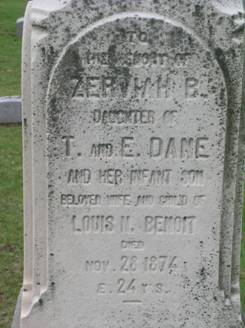 TO
THE
OF
ZERVIAH B.
DAUGHTER OF
T. AND E. DANE
AND HER INFANT SON
BELOVED WIFE AND CHILD OF
LOUIS N. BENOIT
DIED
NOV. 28 1874
E. 24 Y'S.